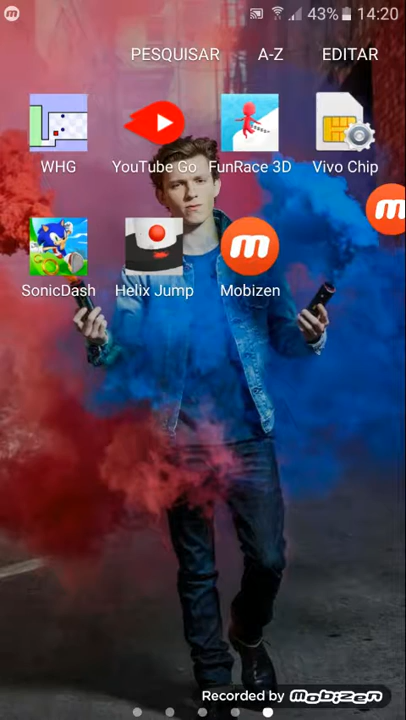 43% 14:20
PESQUISAR A-Z EDITAR
WHG YouTube Go FunRace 3D Vivo Chip
SonicDash Helix Jump Mobizen
Recorded by Mobizen